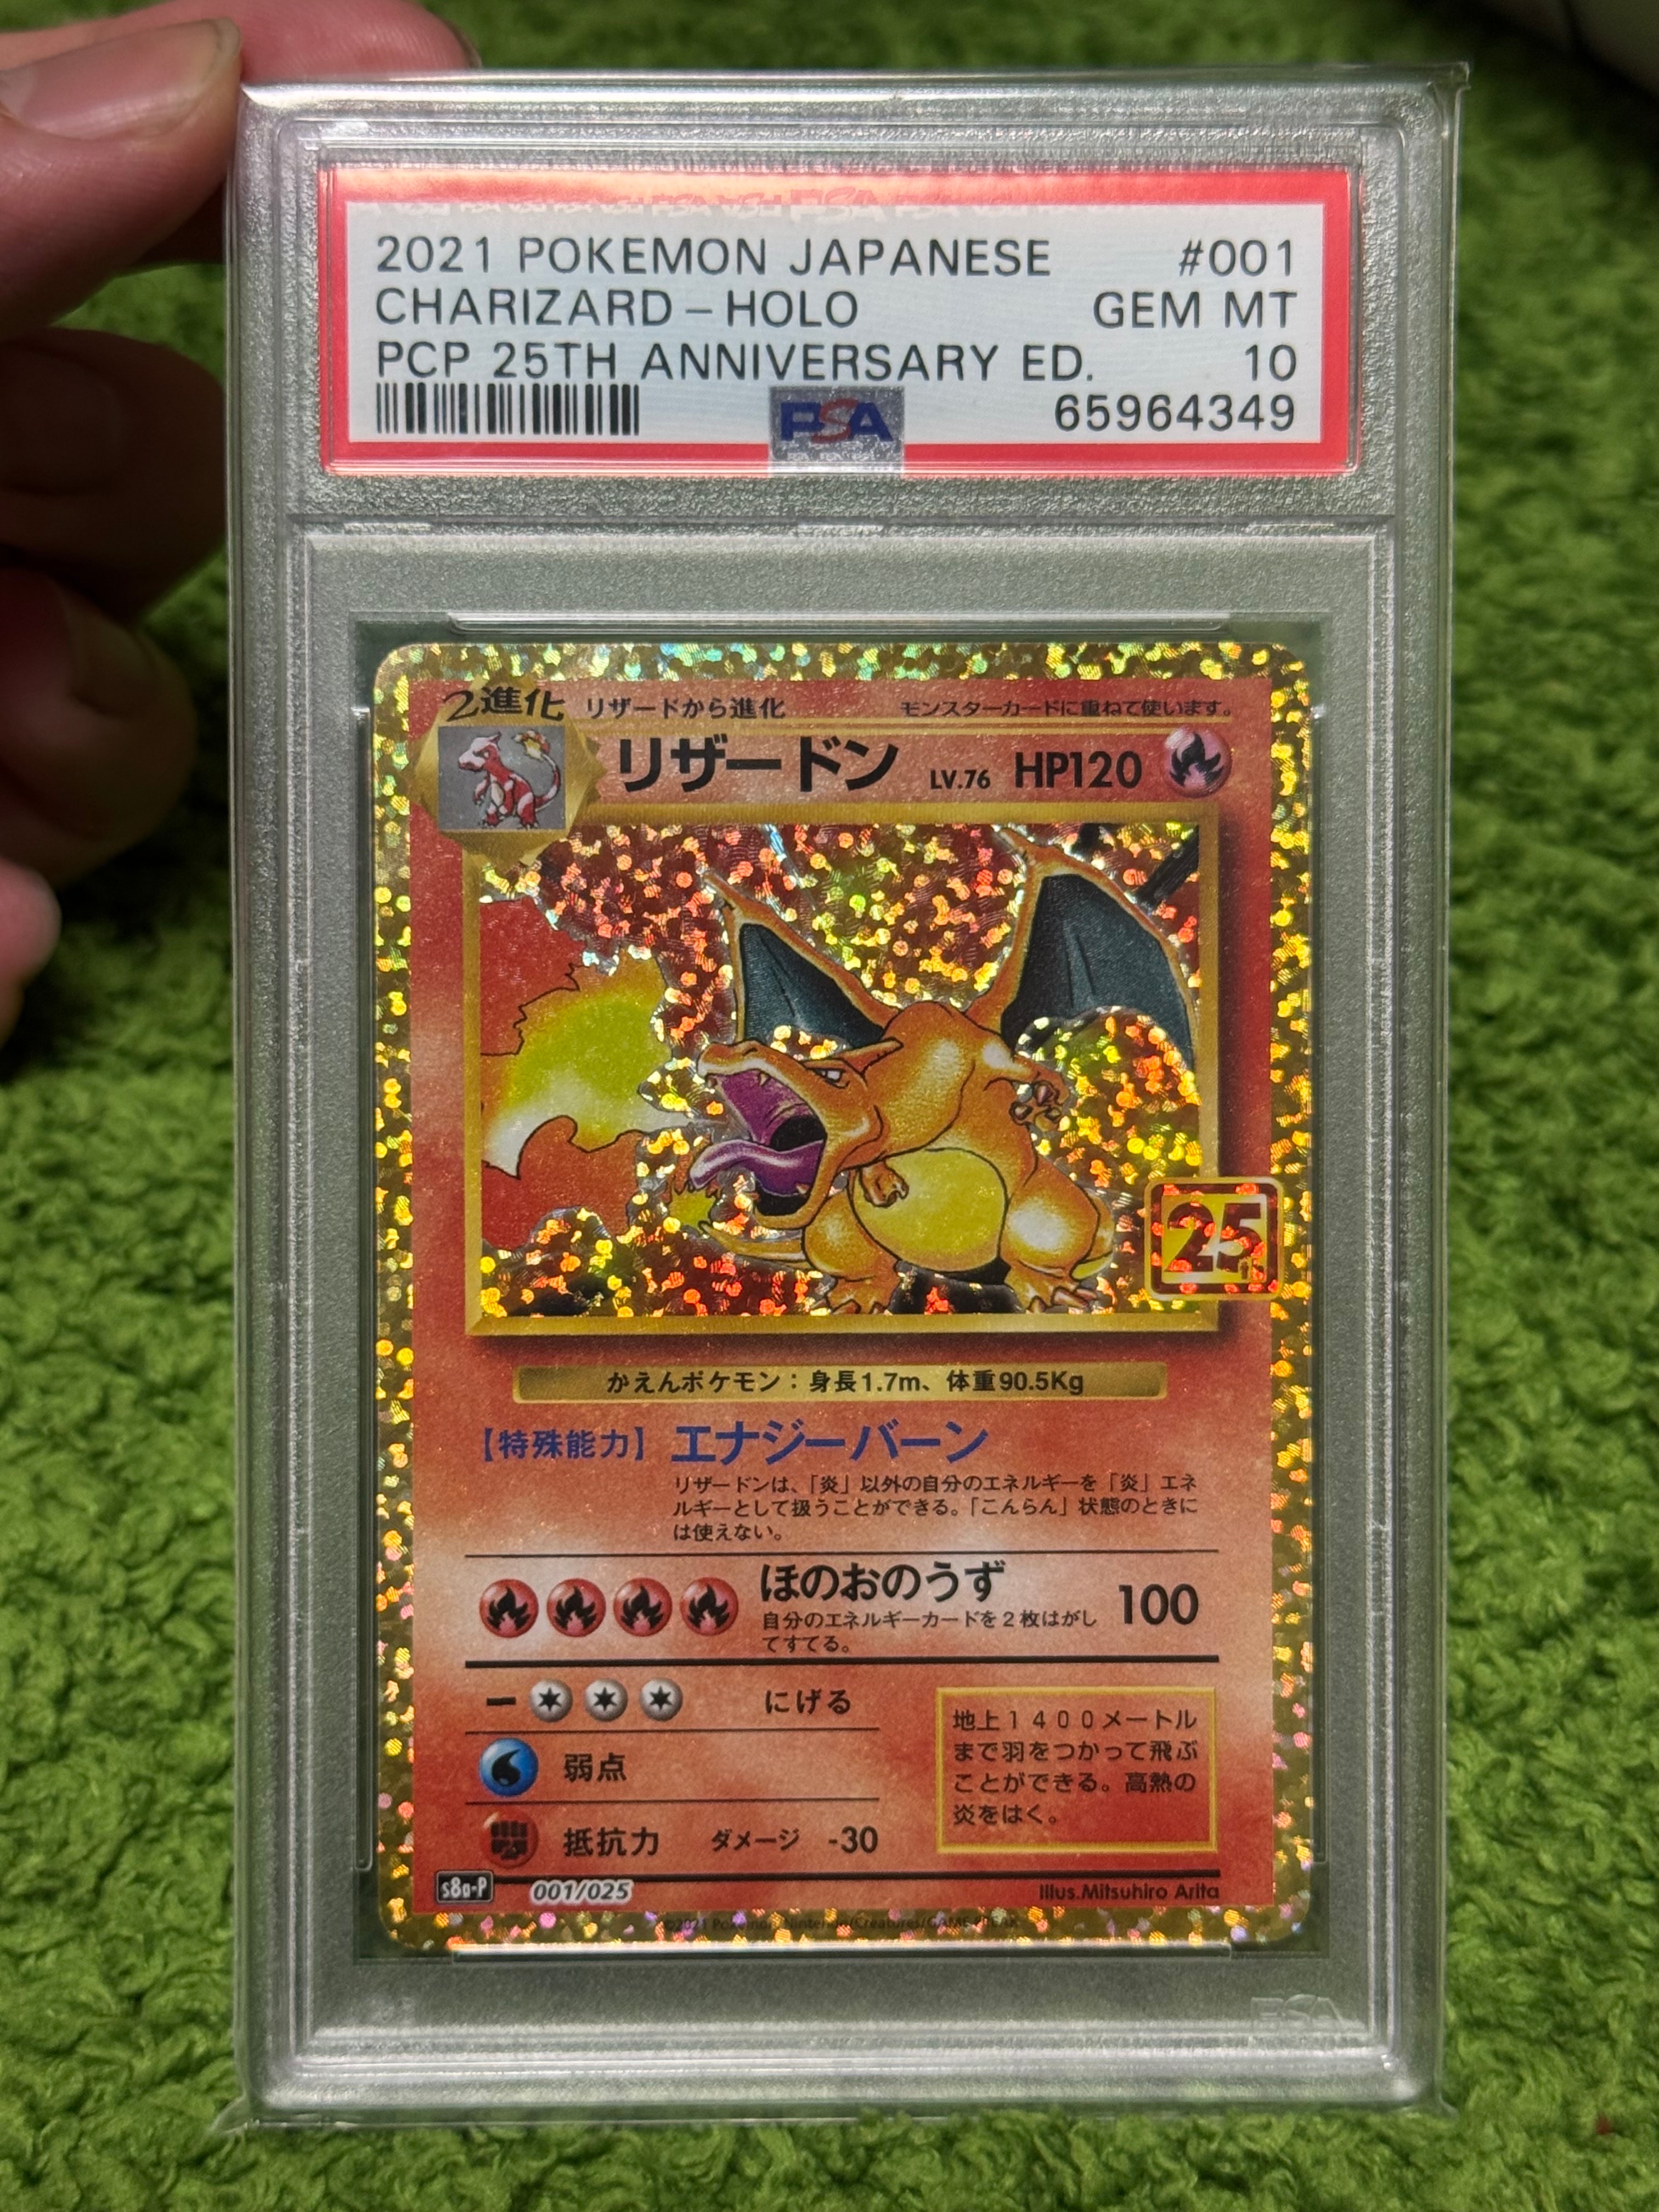 2021 POKEMON JAPANESE #001
CHARIZARD-HOLO GEM MT
PCP 25TH ANNIVERSARY ED. 10
PSA 65964349
2進化 リザードから進化 モンスターカードに重ねて使います。
リザードン LV.76 HP120
25
かえんポケモン：身長1.7m、体重90.5Kg
【特殊能力】 エナジーバーン
リザードンは、「炎」以外の自分のエネルギーを「炎」エネ
ルギーとして扱うことができる。「こんらん」状態のときに
は使えない。
ほのおのうず 100
自分のエネルギーカードを2枚はがし
てすてる。
ー にげる
弱点
抵抗力 ダメージ -30
地上1400メートル
まで羽をつかって飛ぶ
ことができる。高熱の
炎をはく。
s8a-P 001/025 Illus.Mitsuhiro Arita
©2021 Pokémon/Nintendo/Creatures/GAME FREAK
PSA